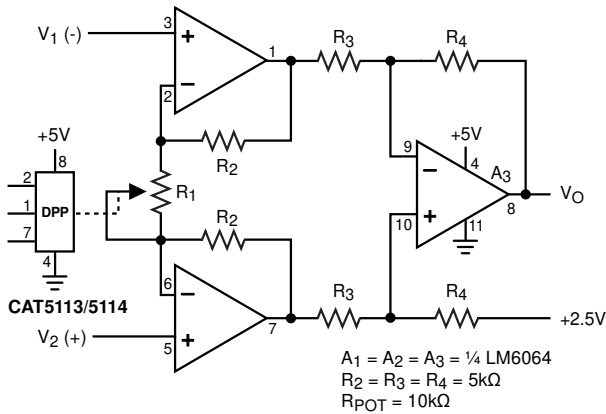 V1 (-)
3
+
1
R3
R4
–
2
R2
+5V
8
2
1
7
DPP
4
R1
R2
CAT5113/5114
6
–
V2 (+)
5
+
7
R3
R4
+2.5V
9
–
+5V
4
A3
8
VO
10
+
11
A1 = A2 = A3 = ¼ LM6064
R2 = R3 = R4 = 5kΩ
RPOT = 10kΩ